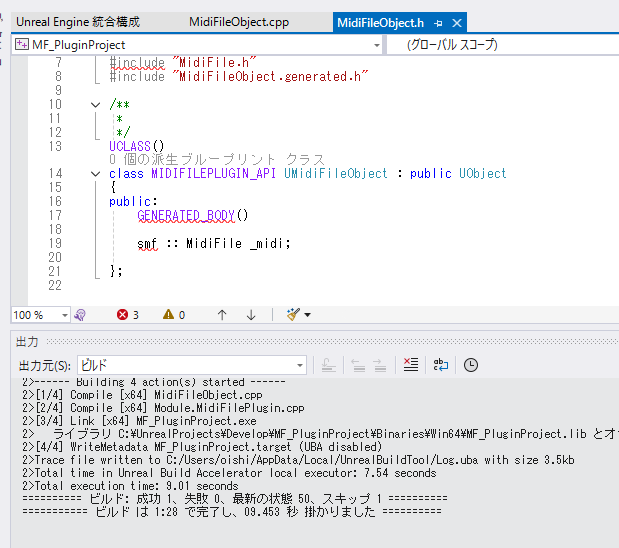 Unreal Engine 統合構成 MidiFileObject.cpp MidiFileObject.h
MF_PluginProject (グローバル スコープ)
7 #include "MidiFile.h"
8 #include "MidiFileObject.generated.h"
9
10 /**
11 *
12 */
13 UCLASS()
0 個の派生ブループリント クラス
14 class MIDIFILEPLUGIN_API UMidiFileObject : public UObject
15 {
16 public:
17 GENERATED_BODY()
18
19 smf :: MidiFile _midi;
20
21 };
22
100 % 3 0
出力
出力元(S): ビルド
2>------ Building 4 action(s) started ------
2>[1/4] Compile [x64] MidiFileObject.cpp
2>[2/4] Compile [x64] Module.MidiFilePlugin.cpp
2>[3/4] Link [x64] MF_PluginProject.exe
2> ライブラリ C:¥UnrealProjects¥Develop¥MF_PluginProject¥Binaries¥Win64¥MF_PluginProject.lib とオ
2>[4/4] WriteMetadata MF_PluginProject.target (UBA disabled)
2>Trace file written to C:/Users/oishi/AppData/Local/UnrealBuildTool/Log.uba with size 3.5kb
2>Total time in Unreal Build Accelerator local executor: 7.54 seconds
2>Total execution time: 9.01 seconds
========== ビルド: 成功 1、失敗 0、最新の状態 50、スキップ 1 ==========
=========== ビルド は 1:28 で完了し、09.453 秒 掛かりました ==========